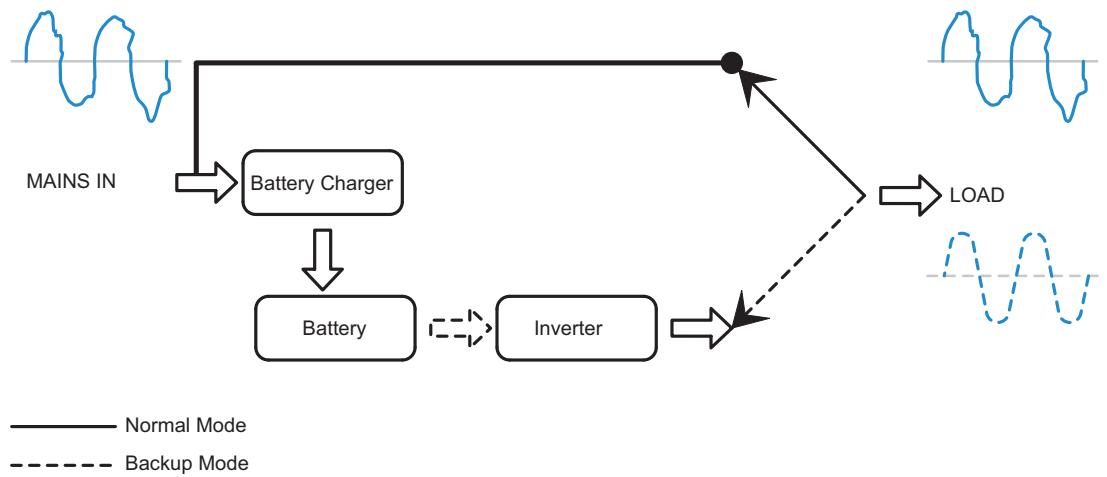 MAINS IN
Battery Charger
LOAD
Battery
Inverter
Normal Mode
Backup Mode